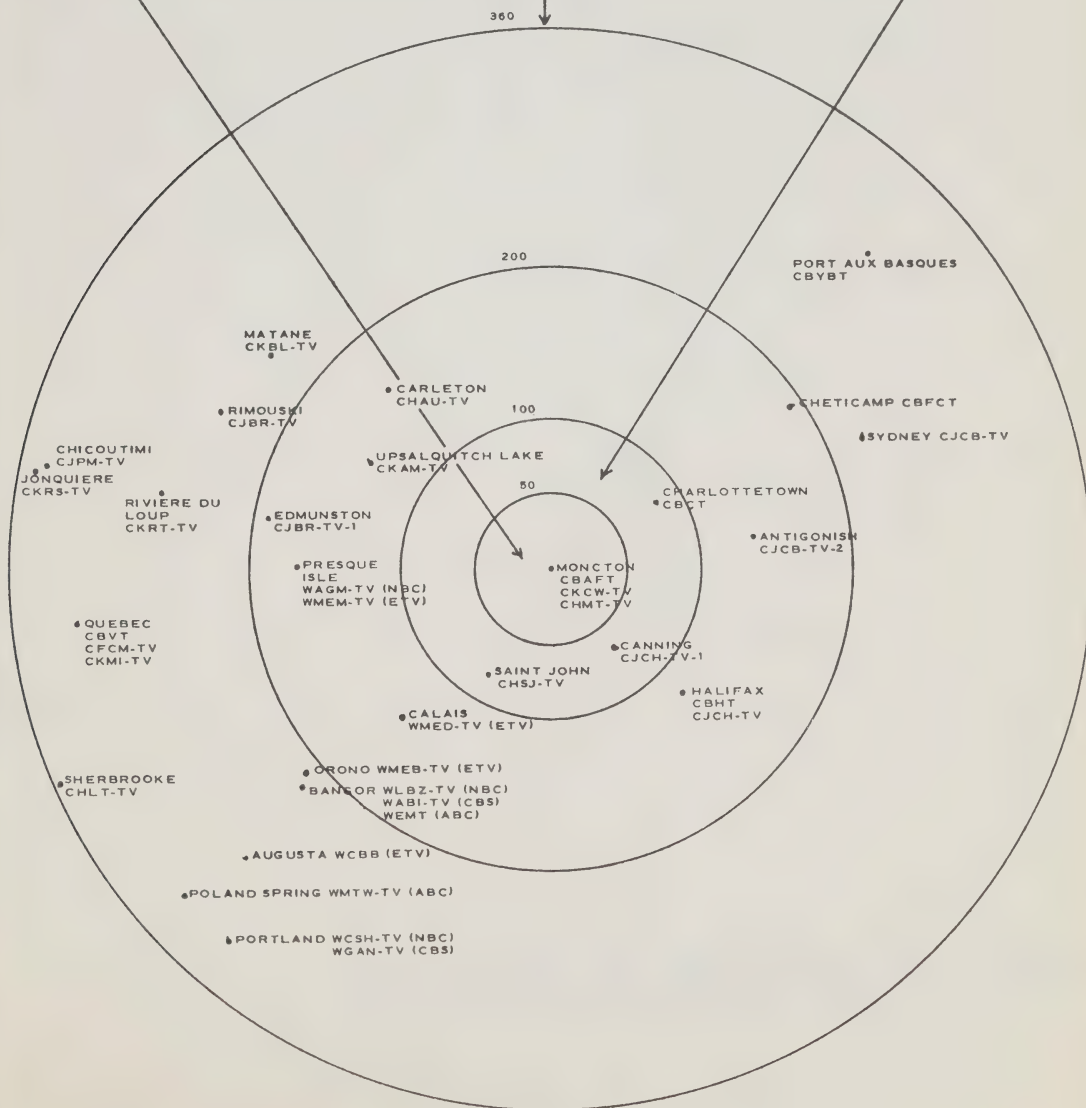 360
200
PORT AUX BASQUES
CBYBT
MATANE
CKBL-TV
CARLETON
CHAU-TV
100
CHETICAMP CBFCT
RIMOUSKI
CJBR-TV
SYDNEY CJCB-TV
CHICOUTIMI
CJPM-TV
JONQUIERE
CKRS-TV
UPSALQUITCH LAKE
CKAM-TV
50
RIVIERE DU
LOUP
CKRT-TV
CHARLOTTETOWN
CBCT
EDMUNSTON
CJBR-TV-1
ANTIGONISH
CJCB-TV-2
PRESQUE
ISLE
WAGM-TV (NBC)
WMEM-TV (ETV)
MONCTON
CBAFT
CKCW-TV
CHMT-TV
QUEBEC
CBVT
CFCM-TV
CKMI-TV
CANNING
CJCH-TV-1
SAINT JOHN
CHSJ-TV
HALIFAX
CBHT
CJCH-TV
CALAIS
WMED-TV (ETV)
ORONO WMEB-TV (ETV)
SHERBROOKE
CHLT-TV
BANGOR WLBZ-TV (NBC)
WABI-TV (CBS)
WEMT (ABC)
AUGUSTA WCBB (ETV)
POLAND SPRING WMTW-TV (ABC)
PORTLAND WCSH-TV (NBC)
WGAN-TV (CBS)